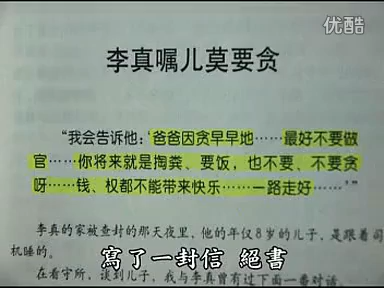 优酷
李真嘱儿莫要贪
“我会告诉他：‘爸爸因贪早早地……最好不要做
官……你将来就是掏粪、要饭，也不要、不要贪
呀……钱、权都不能带来快乐……一路走好……’”
李真的家被查封的那天夜里，他的年仅8岁的儿子，是跟着司
机睡的。
寫了一封信 絕書
在看守所，谈到儿子，我与李真曾有过下面一番对话。